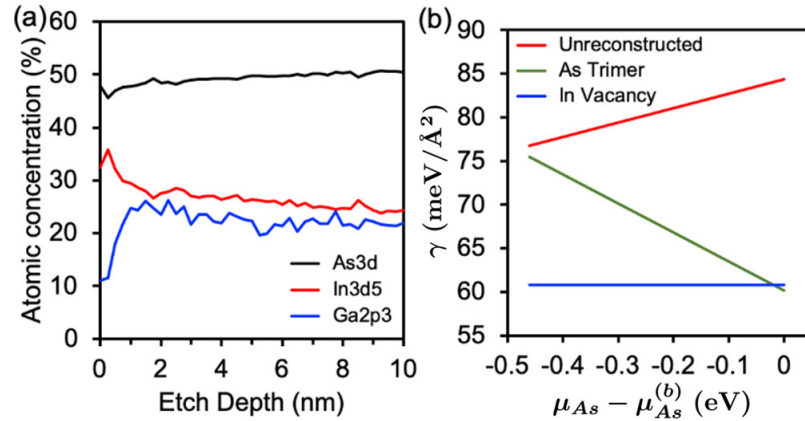 (a)
60
50
40
30
20
10
0
Atomic concentration (%)
As3d
In3d5
Ga2p3
0 2 4 6 8 10
Etch Depth (nm)
(b)
90
85
80
75
70
65
60
55
γ (meV/Å²)
Unreconstructed
As Trimer
In Vacancy
-0.5 -0.4 -0.3 -0.2 -0.1 -0.0
μ_As − μ_As^(b) (eV)